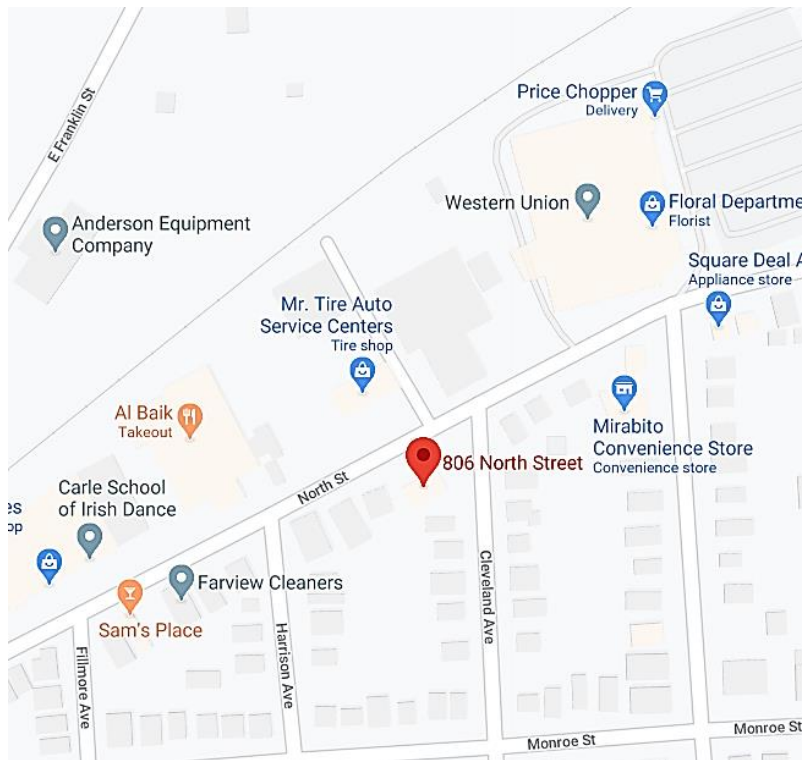 E Franklin St
Price Chopper
Delivery
Western Union
Floral Departme
Florist
Anderson Equipment
Company
Square Deal A
Appliance store
Mr. Tire Auto
Service Centers
Tire shop
Al Baik
Takeout
Mirabito
Convenience Store
Convenience store
806 North Street
North St
Carle School
of Irish Dance
es
op
Farview Cleaners
Sam's Place
Cleveland Ave
Harrison Ave
Fillmore Ave
Monroe St
Monroe St